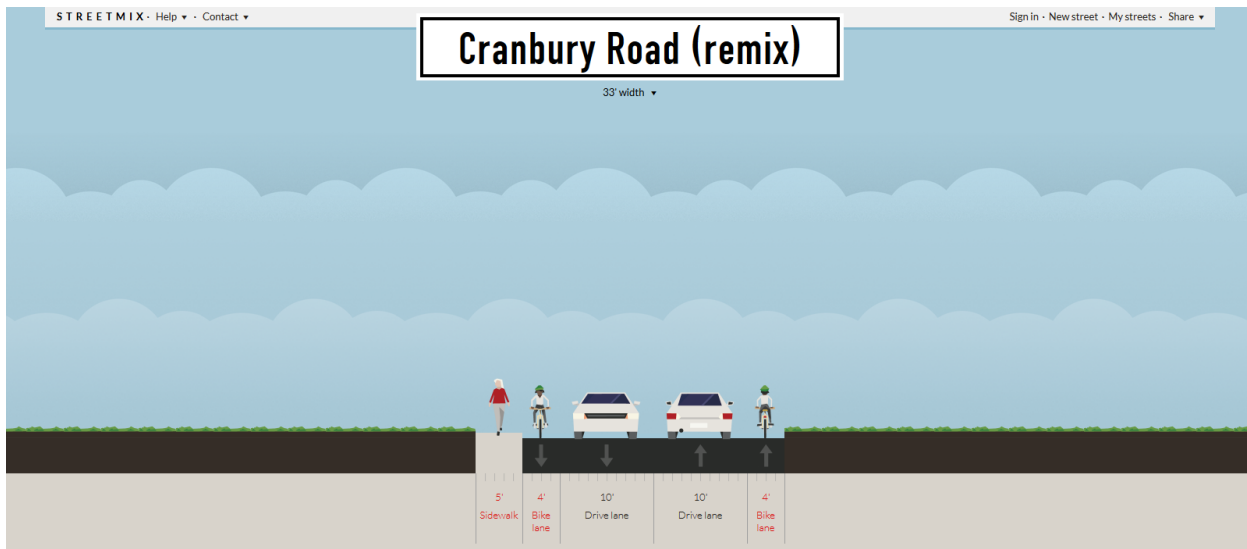 STREETMIX · Help ▾ · Contact ▾
Sign in · New street · My streets · Share ▾
Cranbury Road (remix)
33' width ▾
5' 4' 10' 10' 4'
Sidewalk Bike lane Drive lane Drive lane Bike lane